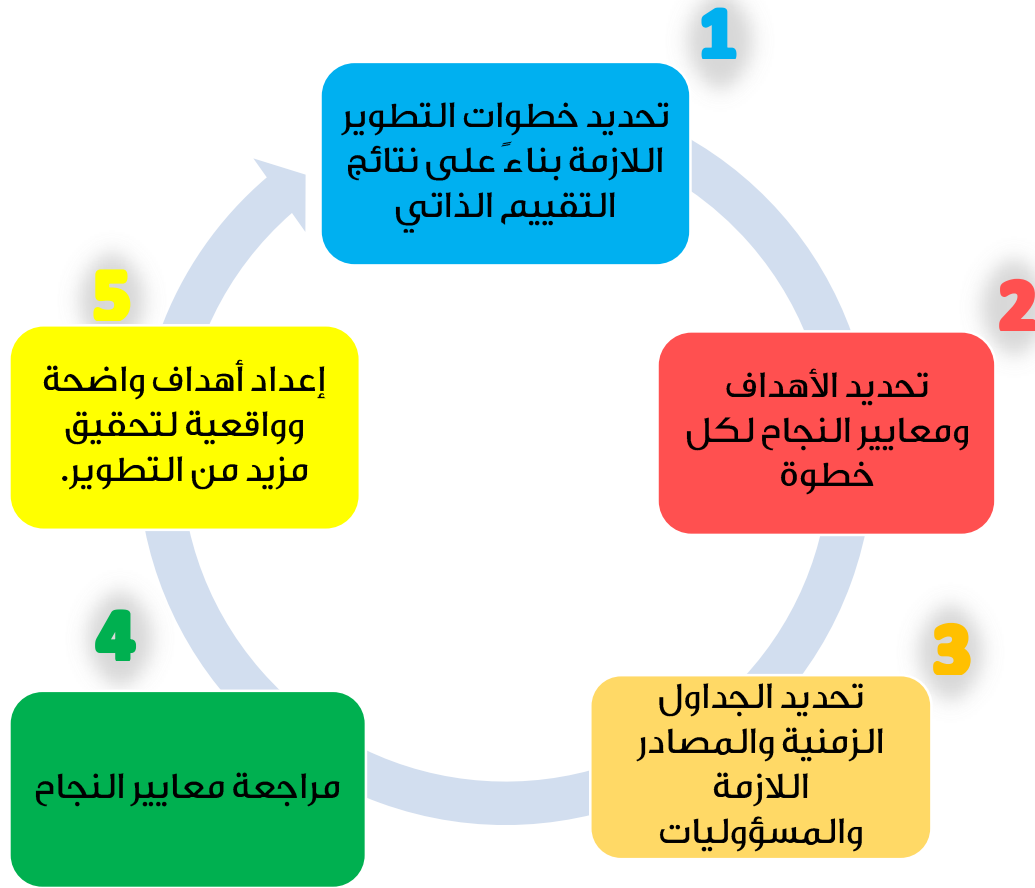 1
تحديد خطوات التطوير
اللازمة بناءً على نتائج
التقييم الذاتي
2
تحديد الأهداف
ومعايير النجاح لكل
خطوة
3
تحديد الجداول
الزمنية والمصادر
اللازمة
والمسؤوليات
4
مراجعة معايير النجاح
5
إعداد أهداف واضحة
وواقعية لتحقيق
مزيد من التطوير.